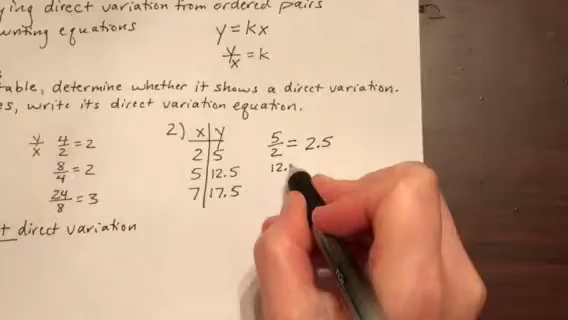 ying direct variation from ordered pairs
writing equations
y = kx
y/x = k
table, determine whether it shows a direct variation.
es, write its direct variation equation.
y/x 4/2 = 2
8/4 = 2
24/8 = 3
2) x y
2 5
5 12.5
7 17.5
5/2 = 2.5
12.
t direct variation